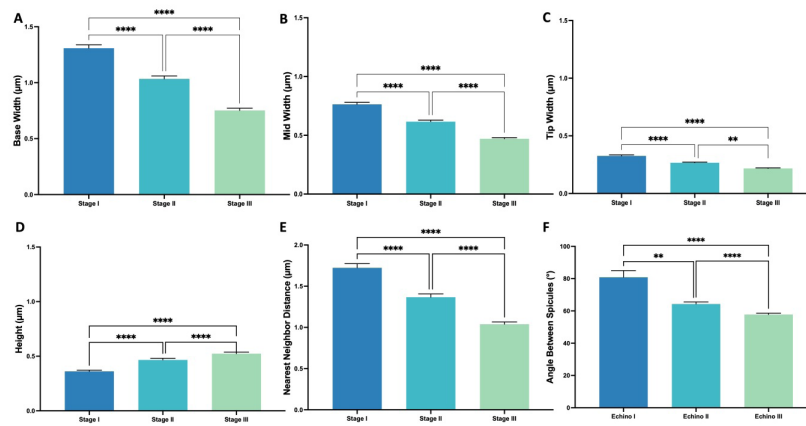 A
Base Width (µm)
1.5
1.0
0.5
0.0
****
****
****
Stage I
Stage II
Stage III
B
Mid Width (µm)
1.5
1.0
0.5
0.0
****
****
****
Stage I
Stage II
Stage III
C
Tip Width (µm)
1.5
1.0
0.5
0.0
****
****
**
Stage I
Stage II
Stage III
D
Height (µm)
1.5
1.0
0.5
0.0
****
****
****
Stage I
Stage II
Stage III
E
Nearest Neighbor Distance (µm)
2.0
1.5
1.0
0.5
0.0
****
****
****
Stage I
Stage II
Stage III
F
Angle Between Spicules (°)
100
80
60
40
20
0
****
**
****
Echino I
Echino II
Echino III